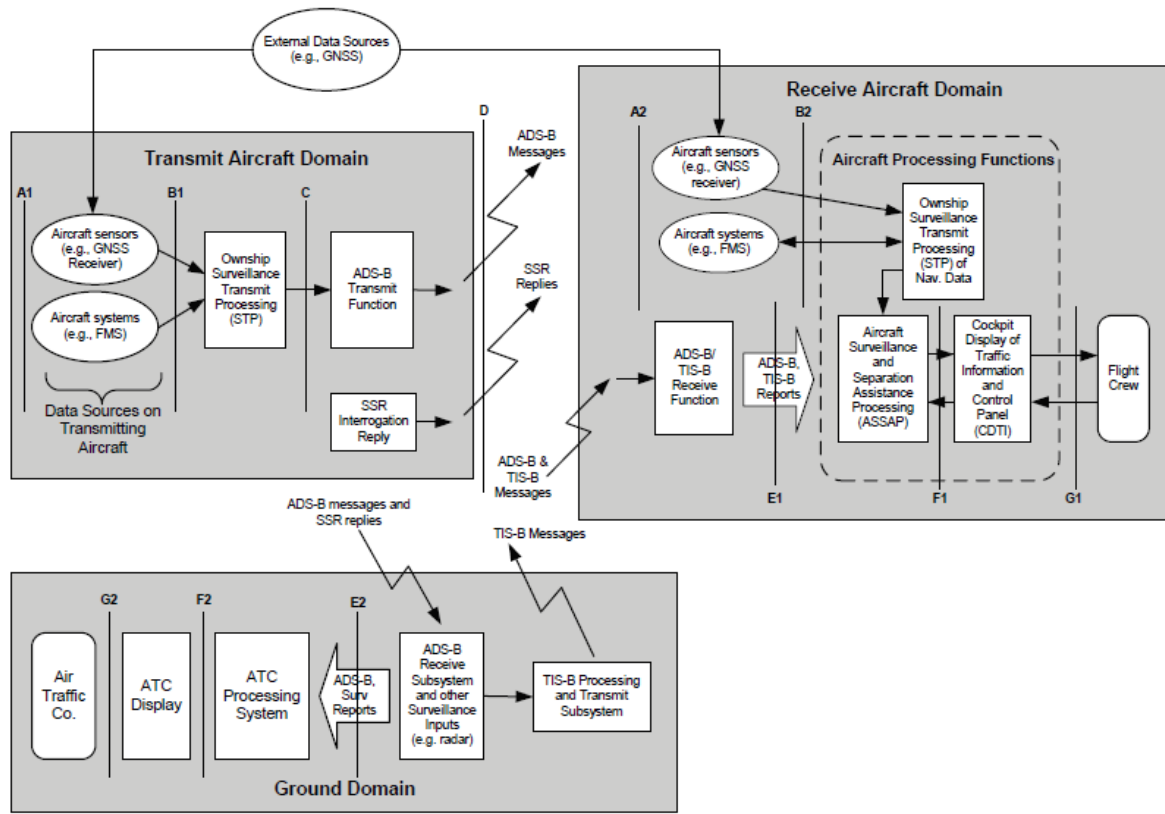 External Data Sources
(e.g., GNSS)
Transmit Aircraft Domain
A1
B1
C
D
Aircraft sensors
(e.g., GNSS
Receiver)
Aircraft systems
(e.g., FMS)
Data Sources on
Transmitting
Aircraft
Ownship
Surveillance
Transmit
Processing
(STP)
ADS-B
Transmit
Function
SSR
Interrogation
Reply
ADS-B
Messages
SSR
Replies
ADS-B &
TIS-B
Messages
Receive Aircraft Domain
A2
B2
Aircraft sensors
(e.g., GNSS
receiver)
Aircraft systems
(e.g., FMS)
Aircraft Processing Functions
Ownship
Surveillance
Transmit
Processing
(STP) of
Nav. Data
ADS-B/
TIS-B
Receive
Function
ADS-B,
TIS-B
Reports
Aircraft
Surveillance
and
Separation
Assistance
Processing
(ASSAP)
Cockpit
Display of
Traffic
Information
and
Control
Panel
(CDTI)
Flight
Crew
E1
F1
G1
ADS-B messages and
SSR replies
TIS-B Messages
G2
F2
E2
Air
Traffic
Co.
ATC
Display
ATC
Processing
System
ADS-B,
Surv
Reports
ADS-B
Receive
Subsystem
and other
Surveillance
Inputs
(e.g. radar)
TIS-B Processing
and Transmit
Subsystem
Ground Domain